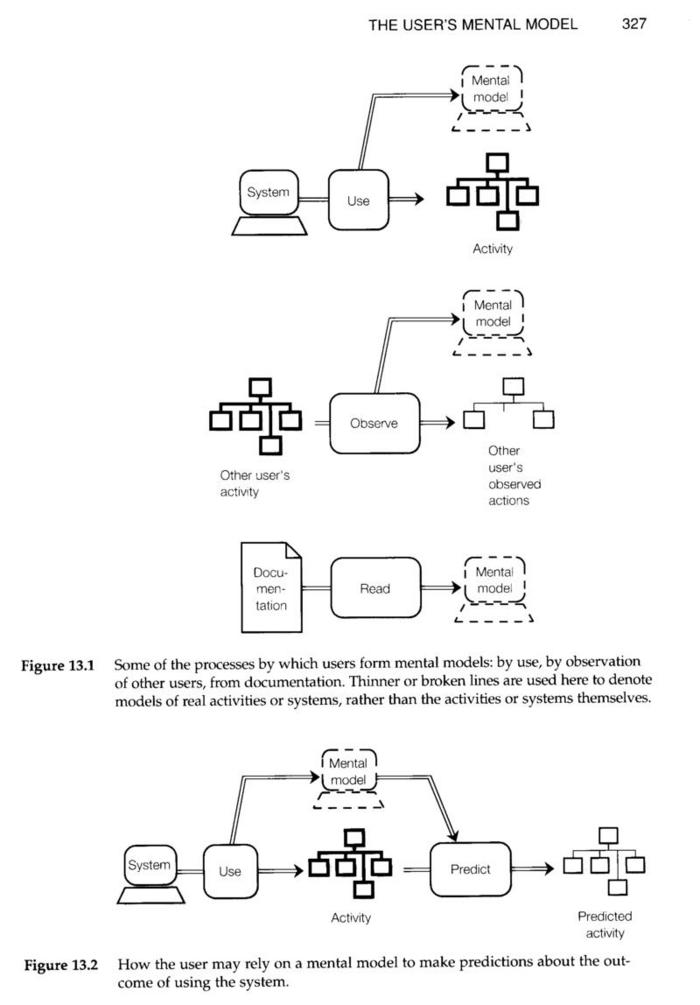 THE USER'S MENTAL MODEL 327
Mental
model
System
Use
Activity
Mental
model
Observe
Other user's
activity
Other
user's
observed
actions
Docu-
men-
tation
Read
Mental
model
Figure 13.1 Some of the processes by which users form mental models: by use, by observation
of other users, from documentation. Thinner or broken lines are used here to denote
models of real activities or systems, rather than the activities or systems themselves.
Mental
model
System
Use
Predict
Activity
Predicted
activity
Figure 13.2 How the user may rely on a mental model to make predictions about the out-
come of using the system.